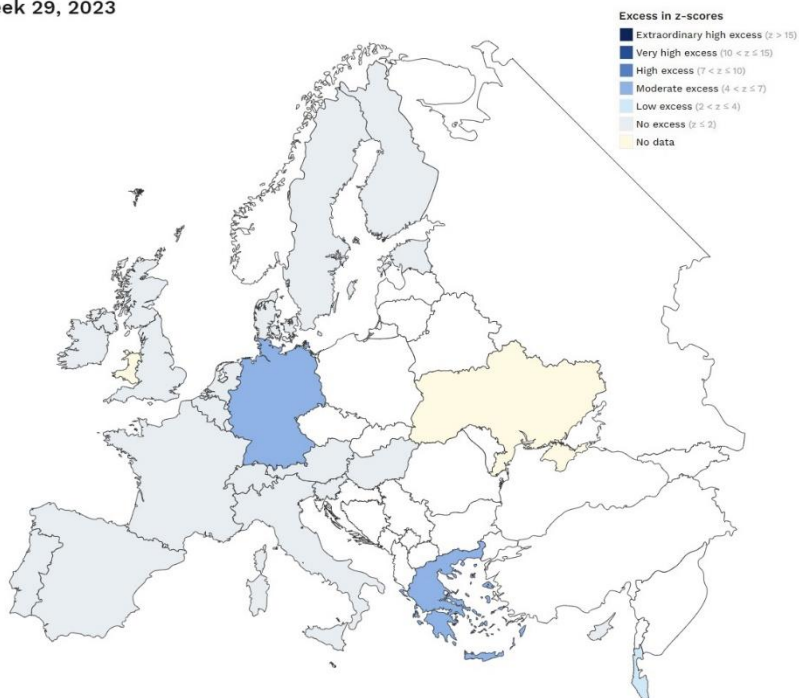 ek 29, 2023
Excess in z-scores
Extraordinary high excess (z > 15)
Very high excess (10 < z ≤ 15)
High excess (7 < z ≤ 10)
Moderate excess (4 < z ≤ 7)
Low excess (2 < z ≤ 4)
No excess (z ≤ 2)
No data